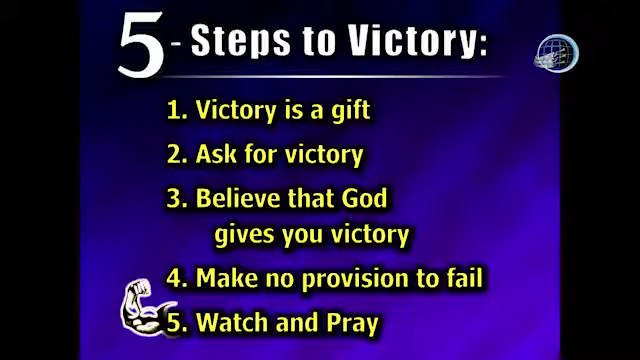 5 - Steps to Victory:
1. Victory is a gift
2. Ask for victory
3. Believe that God
gives you victory
4. Make no provision to fail
5. Watch and Pray